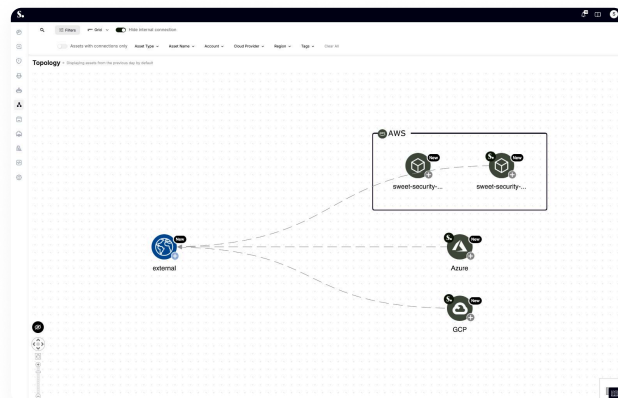 S.
Filters
Grid
Hide internal connection
Assets with connections only
Asset Type
Asset Name
Account
Cloud Provider
Region
Tags
Clear All
Topology
Displaying assets from the previous day by default
AWS
New
S.
New
sweet-security-...
sweet-security-...
New
external
S.
New
Azure
S.
New
GCP